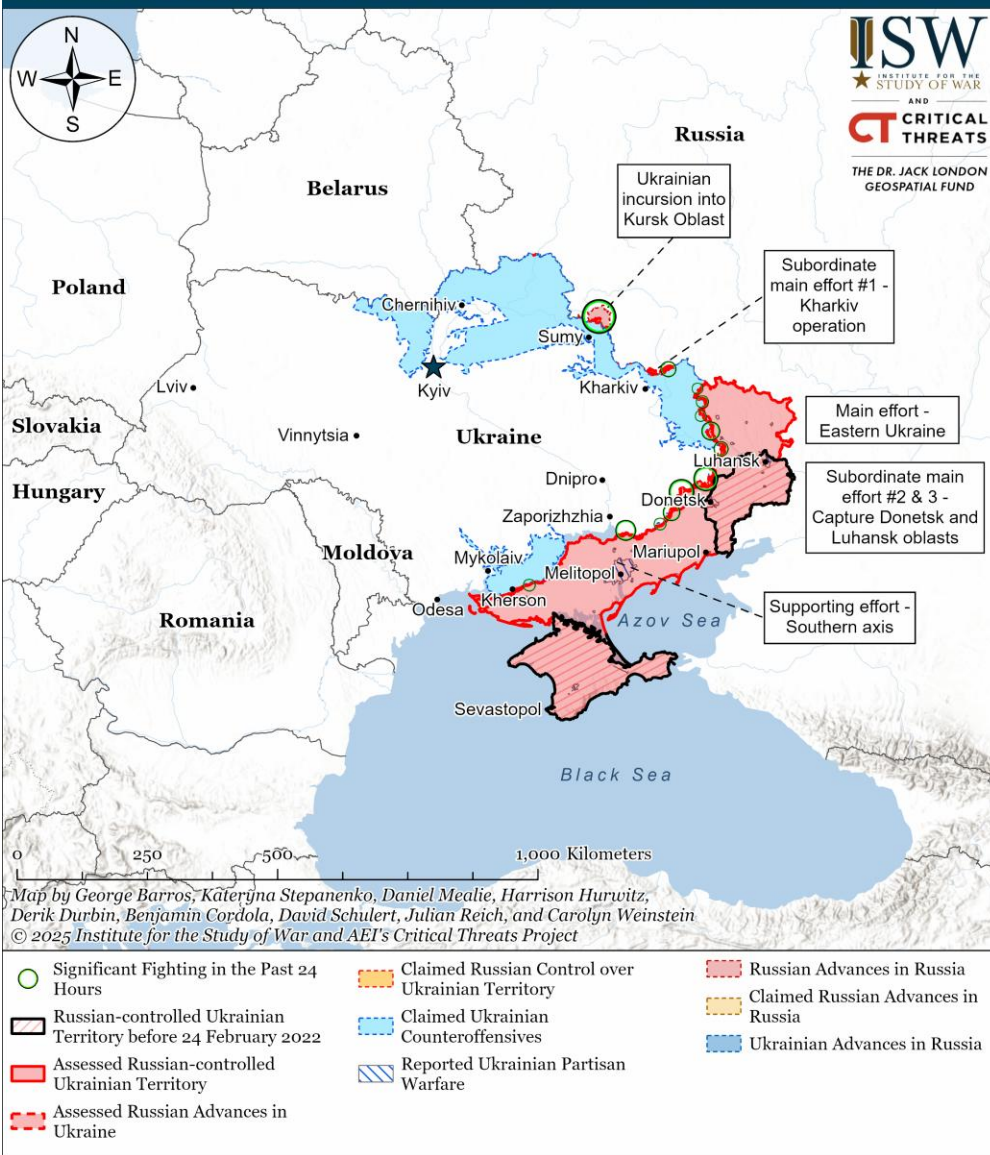 N
W
E
S
ISW
INSTITUTE FOR THE
STUDY OF WAR
AND
CT CRITICAL
THREATS
THE DR. JACK LONDON
GEOSPATIAL FUND
Russia
Belarus
Poland
Ukrainian
incursion into
Kursk Oblast
Subordinate
main effort #1 -
Kharkiv
operation
Chernihiv
Sumy
Kyiv
Kharkiv
Lviv
Slovakia
Vinnytsia
Ukraine
Main effort -
Eastern Ukraine
Luhansk
Hungary
Dnipro
Donetsk
Subordinate main
effort #2 & 3 -
Capture Donetsk and
Luhansk oblasts
Zaporizhzhia
Moldova
Mykolaiv
Mariupol
Melitopol
Kherson
Odesa
Romania
Azov Sea
Supporting effort -
Southern axis
Sevastopol
Black Sea
0 250 500 1,000 Kilometers
Map by George Barros, Kateryna Stepanenko, Daniel Mealie, Harrison Hurwitz,
Derik Durbin, Benjamin Cordola, David Schulert, Julian Reich, and Carolyn Weinstein
© 2025 Institute for the Study of War and AEI's Critical Threats Project
Significant Fighting in the Past 24
Hours
Russian-controlled Ukrainian
Territory before 24 February 2022
Assessed Russian-controlled
Ukrainian Territory
Assessed Russian Advances in
Ukraine
Claimed Russian Control over
Ukrainian Territory
Claimed Ukrainian
Counteroffensives
Reported Ukrainian Partisan
Warfare
Russian Advances in Russia
Claimed Russian Advances in
Russia
Ukrainian Advances in Russia